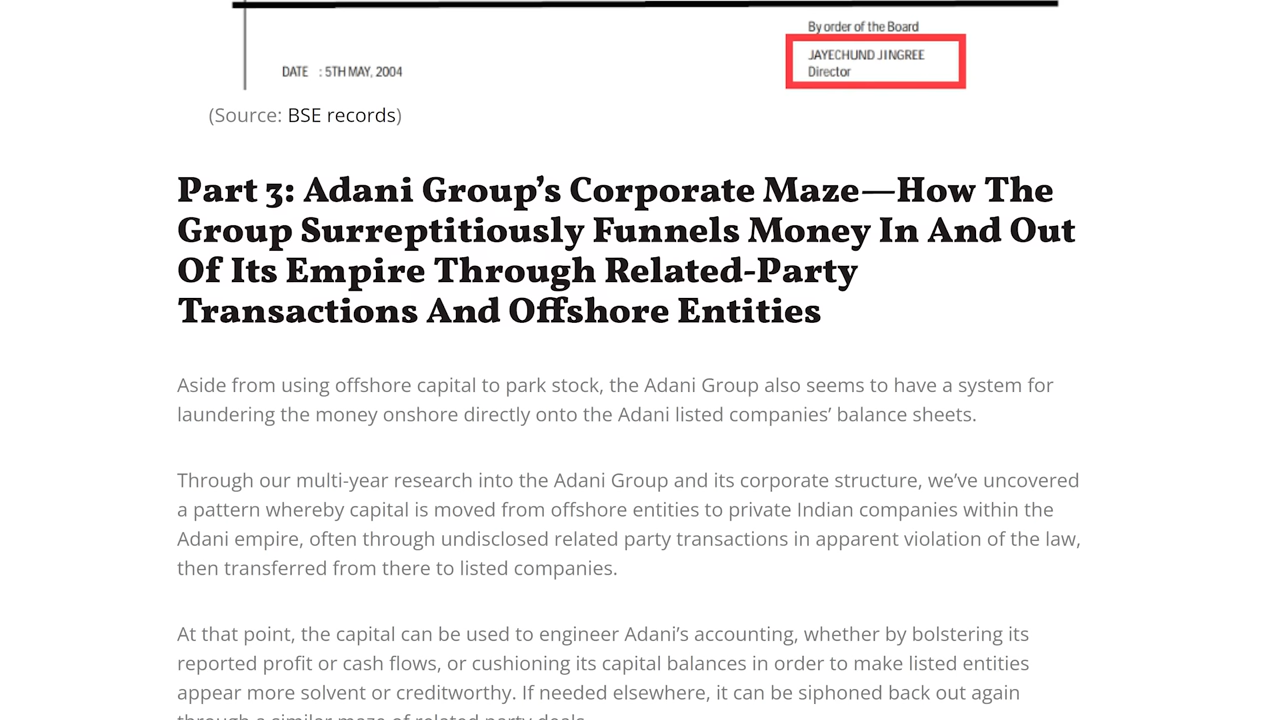 By order of the Board
JAYECHUND JINGREE
Director
DATE : 5TH MAY, 2004
(Source: BSE records)
Part 3: Adani Group’s Corporate Maze—How The
Group Surreptitiously Funnels Money In And Out
Of Its Empire Through Related-Party
Transactions And Offshore Entities
Aside from using offshore capital to park stock, the Adani Group also seems to have a system for
laundering the money onshore directly onto the Adani listed companies’ balance sheets.
Through our multi-year research into the Adani Group and its corporate structure, we’ve uncovered
a pattern whereby capital is moved from offshore entities to private Indian companies within the
Adani empire, often through undisclosed related party transactions in apparent violation of the law,
then transferred from there to listed companies.
At that point, the capital can be used to engineer Adani’s accounting, whether by bolstering its
reported profit or cash flows, or cushioning its capital balances in order to make listed entities
appear more solvent or creditworthy. If needed elsewhere, it can be siphoned back out again
through a similar maze of related party deals.